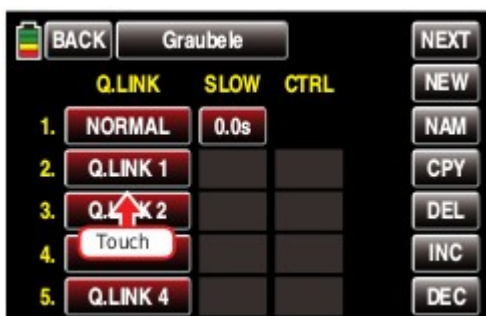 BACK Graubele NEXT
Q.LINK SLOW CTRL NEW
1. NORMAL 0.0s NAM
2. Q.LINK 1 CPY
3. 2 DEL
Touch
4. INC
5. Q.LINK 4 DEC